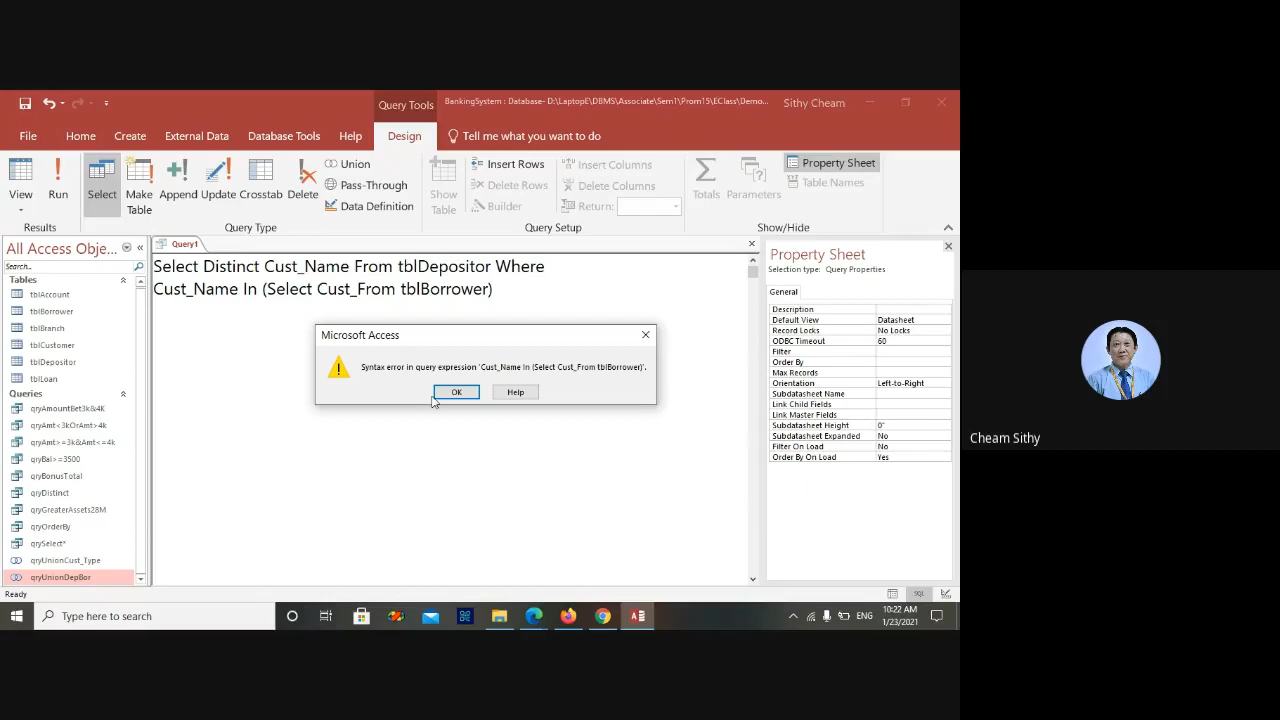 Query Tools
BankingSystem : Database- D:\LaptopE\DBMS\Associate\Sem1\Prom15\EClass\Demo...
Sithy Cheam
File
Home
Create
External Data
Database Tools
Help
Design
Tell me what you want to do
View
Run
Select
Make Table
Append
Update
Crosstab
Delete
Union
Pass-Through
Data Definition
Show Table
Insert Rows
Delete Rows
Builder
Insert Columns
Delete Columns
Return:
Totals
Parameters
Property Sheet
Table Names
Results
Query Type
Query Setup
Show/Hide
All Access Obje...
Search...
Tables
tblAccount
tblBorrower
tblBranch
tblCustomer
tblDepositor
tblLoan
Queries
qryAmountBet3k&4K
qryAmt<3kOrAmt>4k
qryAmt>=3k&Amt<=4k
qryBal>=3500
qryBonusTotal
qryDistinct
qryGreaterAssets28M
qryOrderBy
qrySelect*
qryUnionCust_Type
qryUnionDepBor
Query1
Select Distinct Cust_Name From tblDepositor Where
Cust_Name In (Select Cust_From tblBorrower)
Microsoft Access
Syntax error in query expression 'Cust_Name In (Select Cust_From tblBorrower)'.
OK
Help
Property Sheet
Selection type: Query Properties
General
Description
Default View Datasheet
Record Locks No Locks
ODBC Timeout 60
Filter
Order By
Max Records
Orientation Left-to-Right
Subdatasheet Name
Link Child Fields
Link Master Fields
Subdatasheet Height 0"
Subdatasheet Expanded No
Filter On Load No
Order By On Load Yes
Ready
SQL
Type here to search
ENG
10:22 AM
1/23/2021
Cheam Sithy